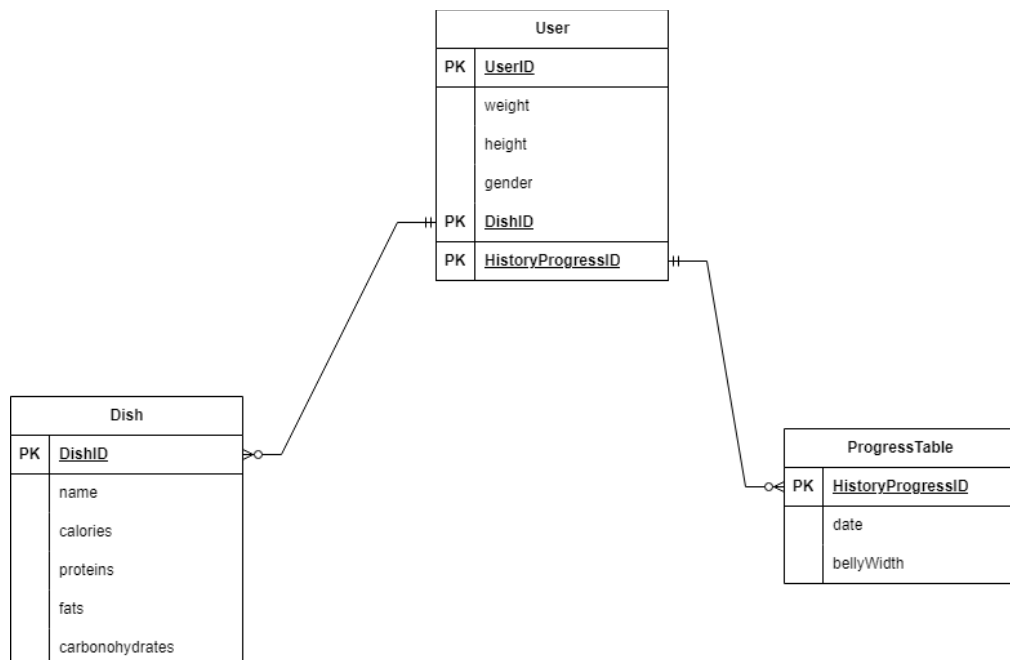 User
PK UserID
weight
height
gender
PK DishID
PK HistoryProgressID
Dish
PK DishID
name
calories
proteins
fats
carbonohydrates
ProgressTable
PK HistoryProgressID
date
bellyWidth